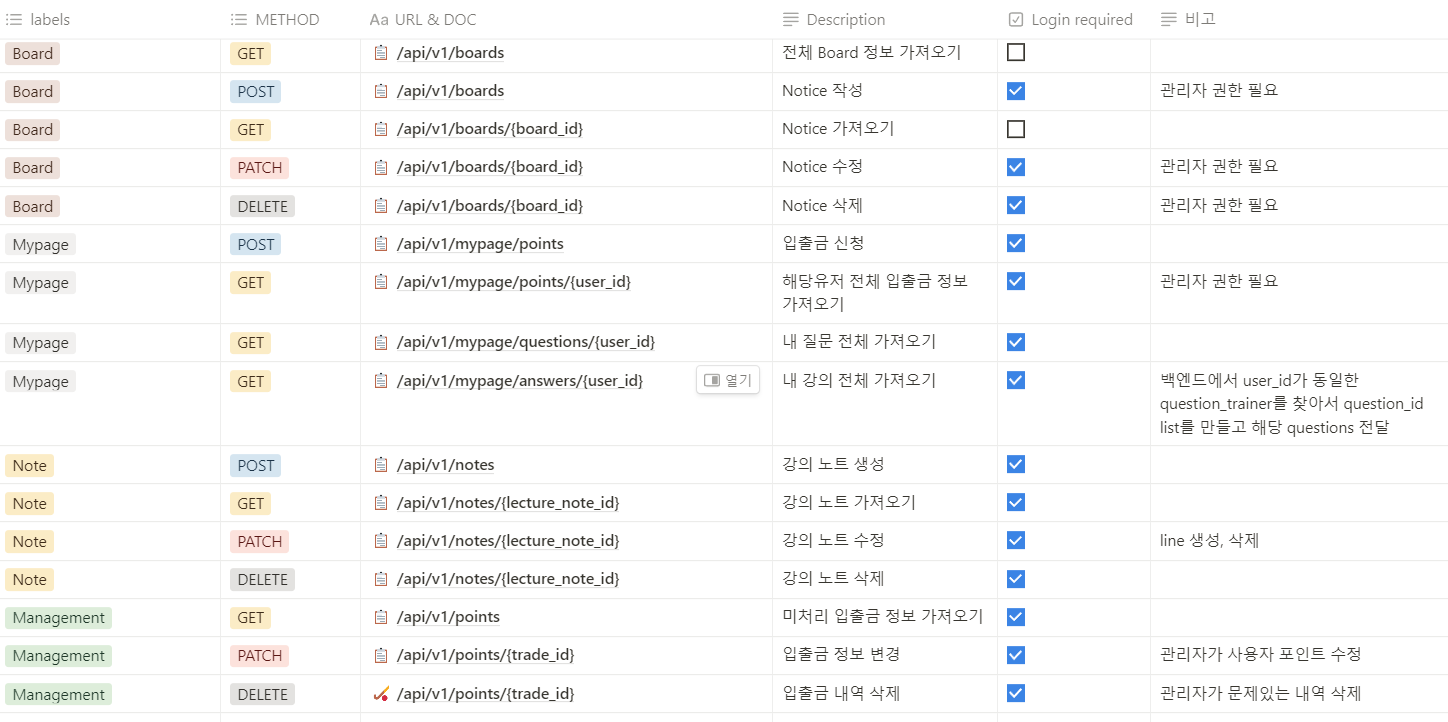 labels METHOD Aa URL & DOC Description Login required 비고
Board GET /api/v1/boards 전체 Board 정보 가져오기
Board POST /api/v1/boards Notice 작성 관리자 권한 필요
Board GET /api/v1/boards/{board_id} Notice 가져오기
Board PATCH /api/v1/boards/{board_id} Notice 수정 관리자 권한 필요
Board DELETE /api/v1/boards/{board_id} Notice 삭제 관리자 권한 필요
Mypage POST /api/v1/mypage/points 입출금 신청
Mypage GET /api/v1/mypage/points/{user_id} 해당유저 전체 입출금 정보 관리자 권한 필요
가져오기
Mypage GET /api/v1/mypage/questions/{user_id} 내 질문 전체 가져오기
Mypage GET /api/v1/mypage/answers/{user_id} 열기 내 강의 전체 가져오기 백엔드에서 user_id가 동일한
question_trainer를 찾아서 question_id
list를 만들고 해당 questions 전달
Note POST /api/v1/notes 강의 노트 생성
Note GET /api/v1/notes/{lecture_note_id} 강의 노트 가져오기
Note PATCH /api/v1/notes/{lecture_note_id} 강의 노트 수정 line 생성, 삭제
Note DELETE /api/v1/notes/{lecture_note_id} 강의 노트 삭제
Management GET /api/v1/points 미처리 입출금 정보 가져오기
Management PATCH /api/v1/points/{trade_id} 입출금 정보 변경 관리자가 사용자 포인트 수정
Management DELETE /api/v1/points/{trade_id} 입출금 내역 삭제 관리자가 문제있는 내역 삭제